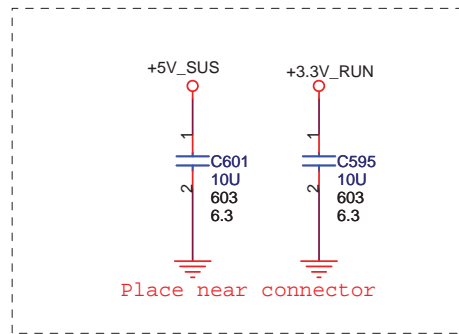 +5V_SUS
+3.3V_RUN
1
C601
10U
2
603
6.3
1
C595
10U
2
603
6.3
Place near connector